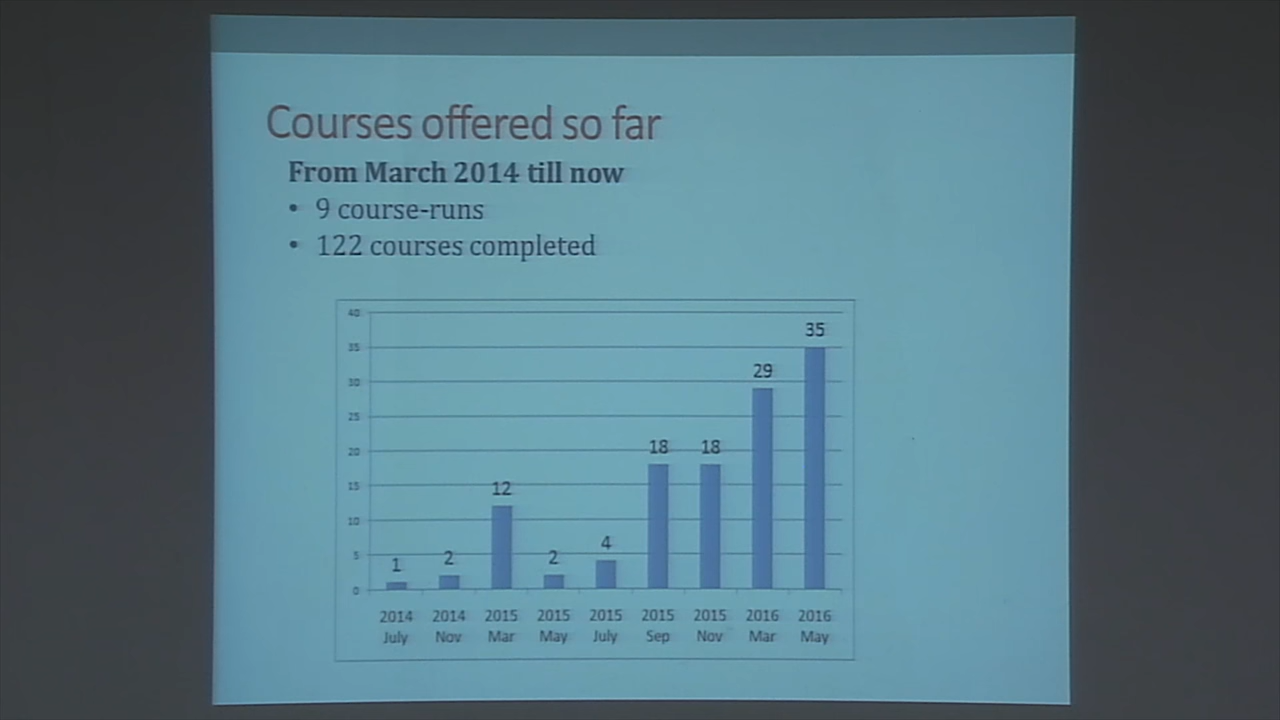 Courses offered so far
From March 2014 till now
• 9 course-runs
• 122 courses completed
40
35
30
25
20
15
10
5
0
1
2
12
2
4
18
18
29
35
2014 July
2014 Nov
2015 Mar
2015 May
2015 July
2015 Sep
2015 Nov
2016 Mar
2016 May